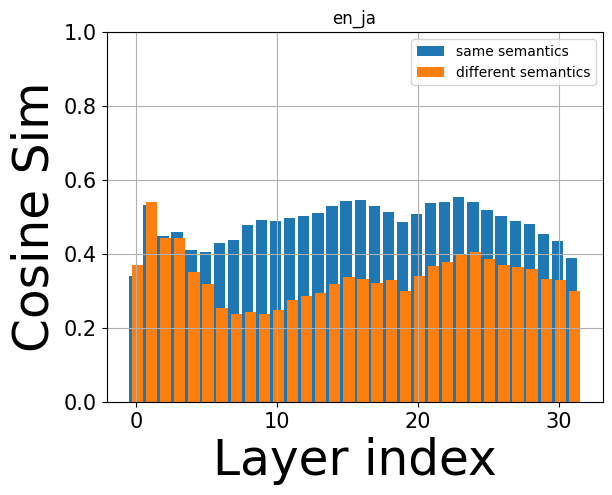 en_ja
same semantics
different semantics
Cosine Sim
1.0
0.8
0.6
0.4
0.2
0.0
0 10 20 30
Layer index